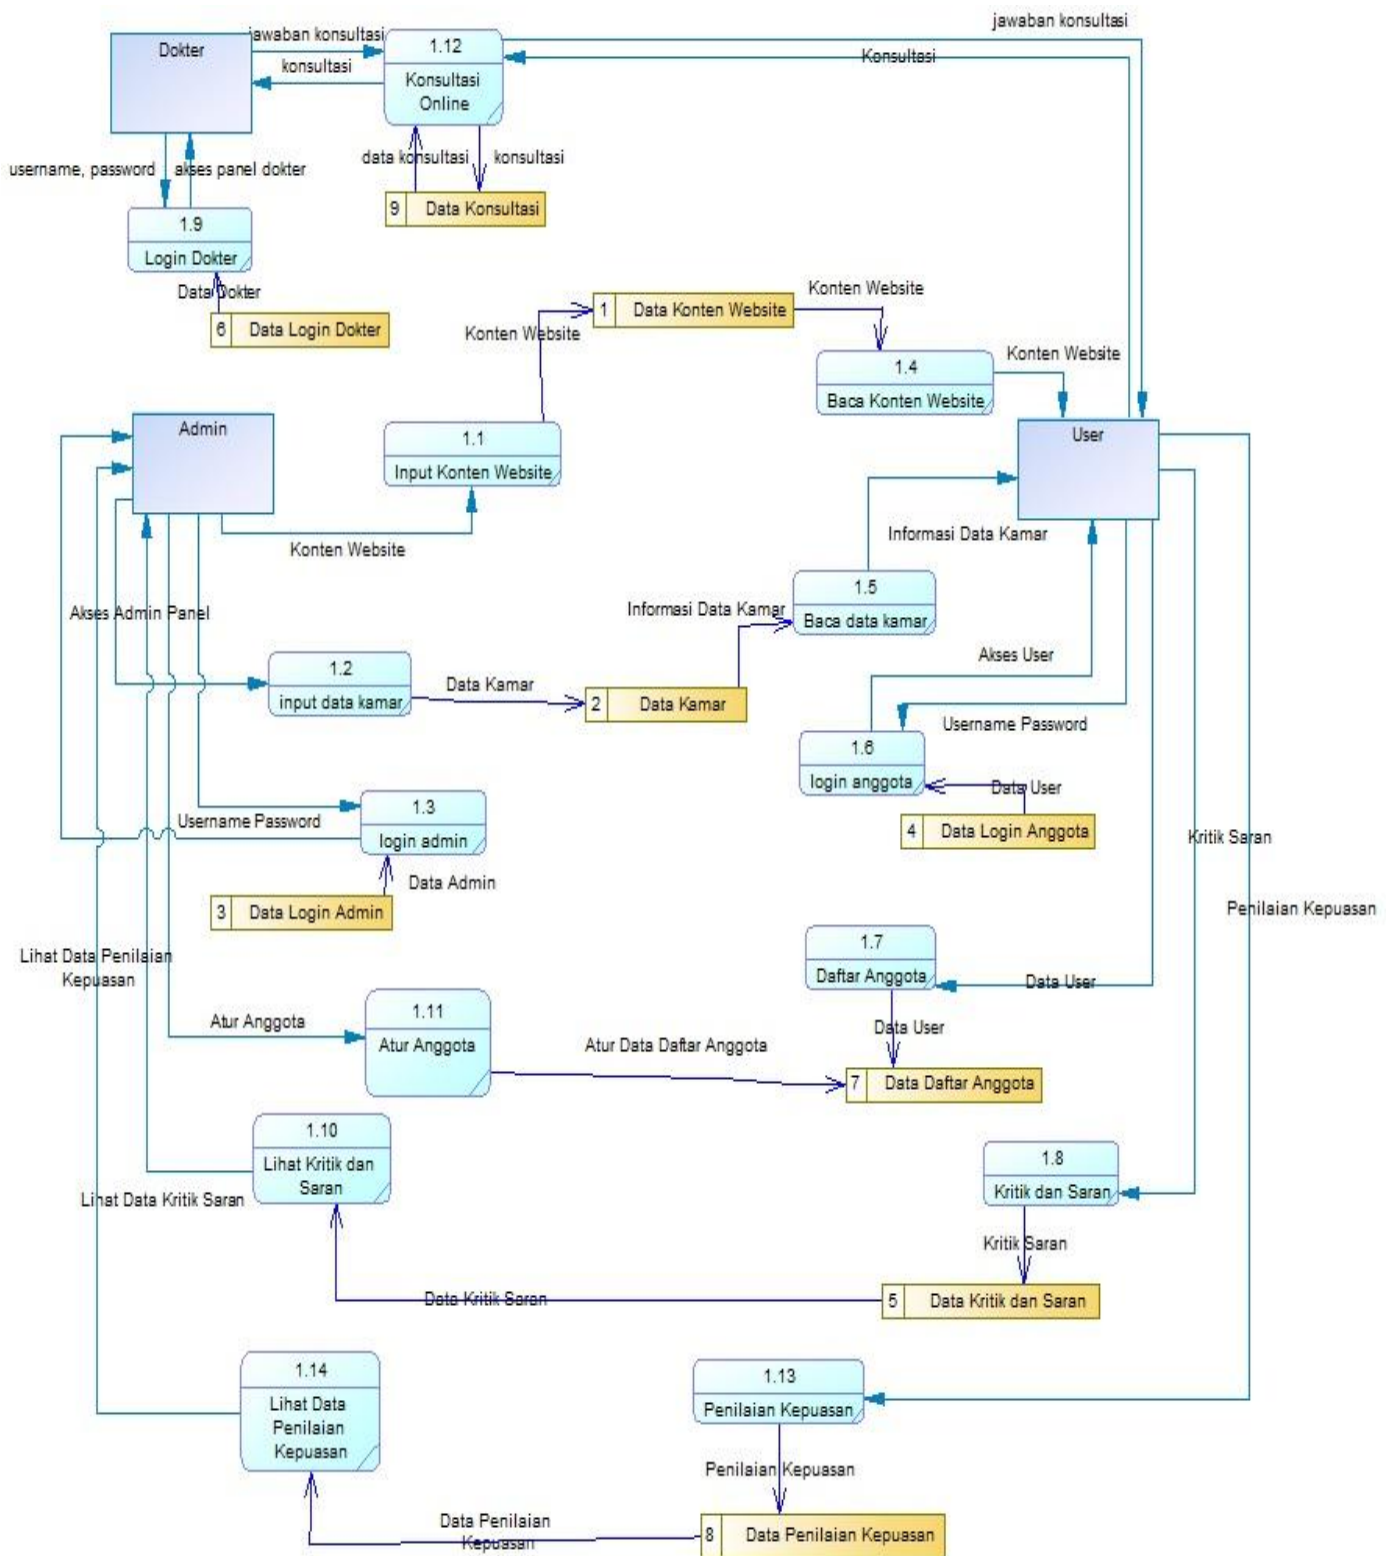 jawaban konsultasi
Dokter
jawaban konsultasi
1.12
Konsultasi
konsultasi
Konsultasi
Online
username, password
akses panel dokter
data konsultasi
konsultasi
9 Data Konsultasi
1.9
Login Dokter
Data Dokter
6 Data Login Dokter
Konten Website
1 Data Konten Website
Konten Website
Konten Website
1.4
Baca Konten Website
Admin
1.1
Input Konten Website
User
Konten Website
Informasi Data Kamar
1.5
Baca data kamar
Informasi Data Kamar
Akses Admin Panel
1.2
input data kamar
Data Kamar
2 Data Kamar
Akses User
Username Password
1.6
login anggota
Data User
4 Data Login Anggota
1.3
login admin
Username Password
Data Admin
3 Data Login Admin
Kritik Saran
Penilaian Kepuasan
Lihat Data Penilaian
Kepuasan
1.7
Daftar Anggota
Data User
Data User
1.11
Atur Anggota
Atur Anggota
Atur Data Daftar Anggota
7 Data Daftar Anggota
1.10
Lihat Kritik dan
Saran
Lihat Data Kritik Saran
1.8
Kritik dan Saran
Kritik Saran
Data Kritik Saran
5 Data Kritik dan Saran
1.14
Lihat Data
Penilaian
Kepuasan
1.13
Penilaian Kepuasan
Penilaian Kepuasan
Data Penilaian
Kepuasan
8 Data Penilaian Kepuasan